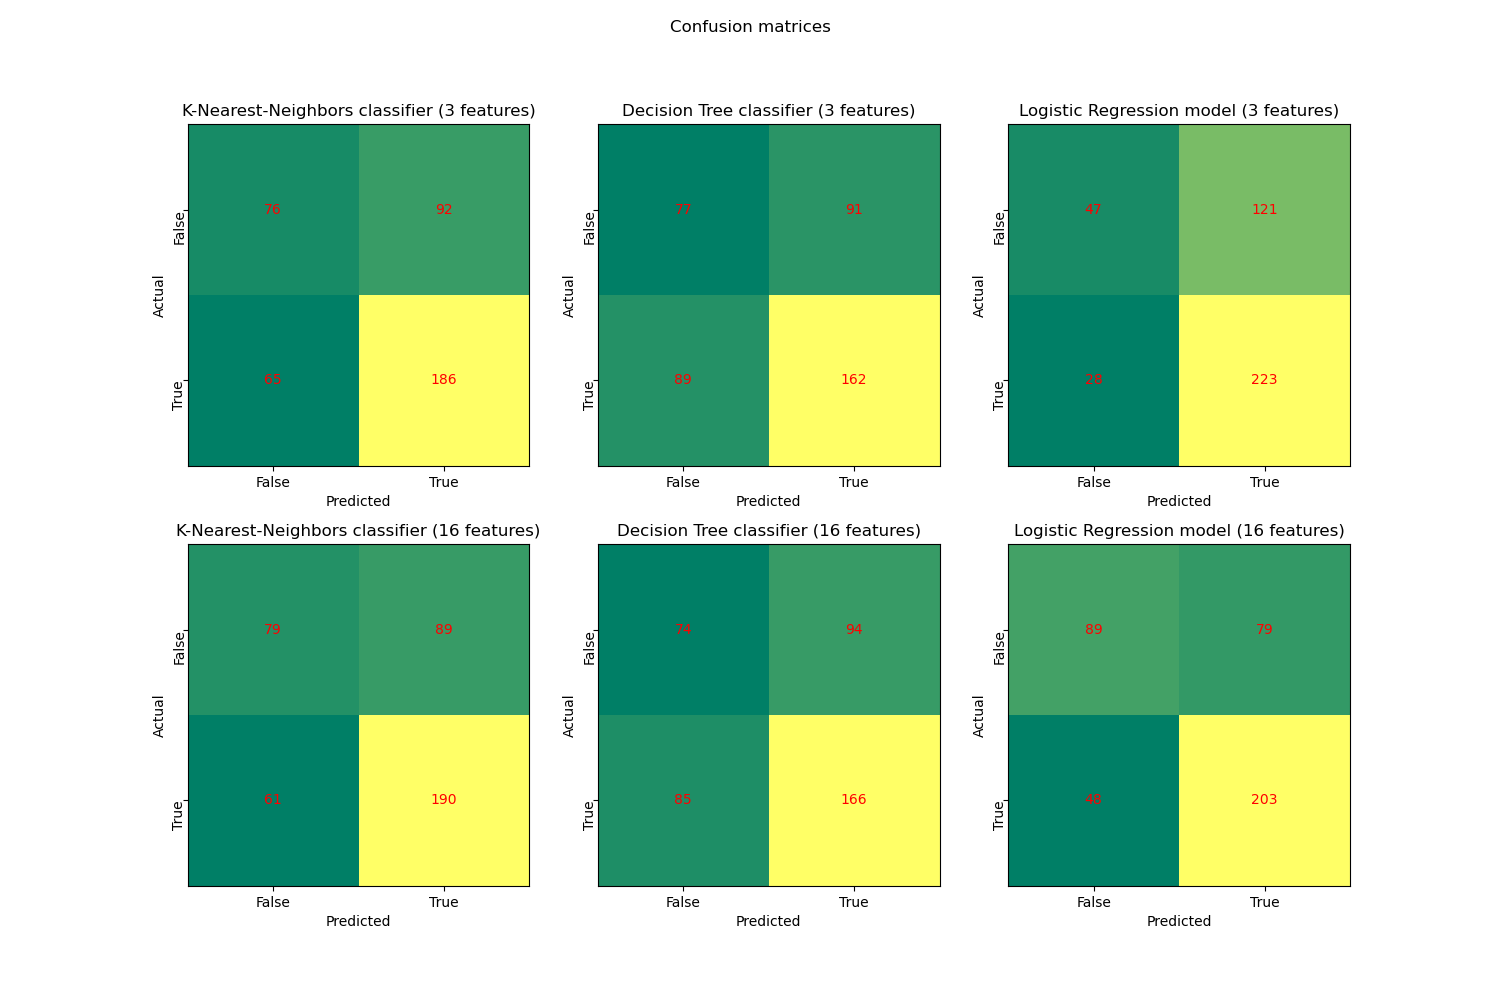 Confusion matrices
K-Nearest-Neighbors classifier (3 features)
76 92
65 186
False
True
Actual
False True
Predicted
Decision Tree classifier (3 features)
77 91
89 162
False
True
Actual
False True
Predicted
Logistic Regression model (3 features)
47 121
28 223
False
True
Actual
False True
Predicted
K-Nearest-Neighbors classifier (16 features)
79 89
61 190
False
True
Actual
False True
Predicted
Decision Tree classifier (16 features)
74 94
85 166
False
True
Actual
False True
Predicted
Logistic Regression model (16 features)
89 79
48 203
False
True
Actual
False True
Predicted